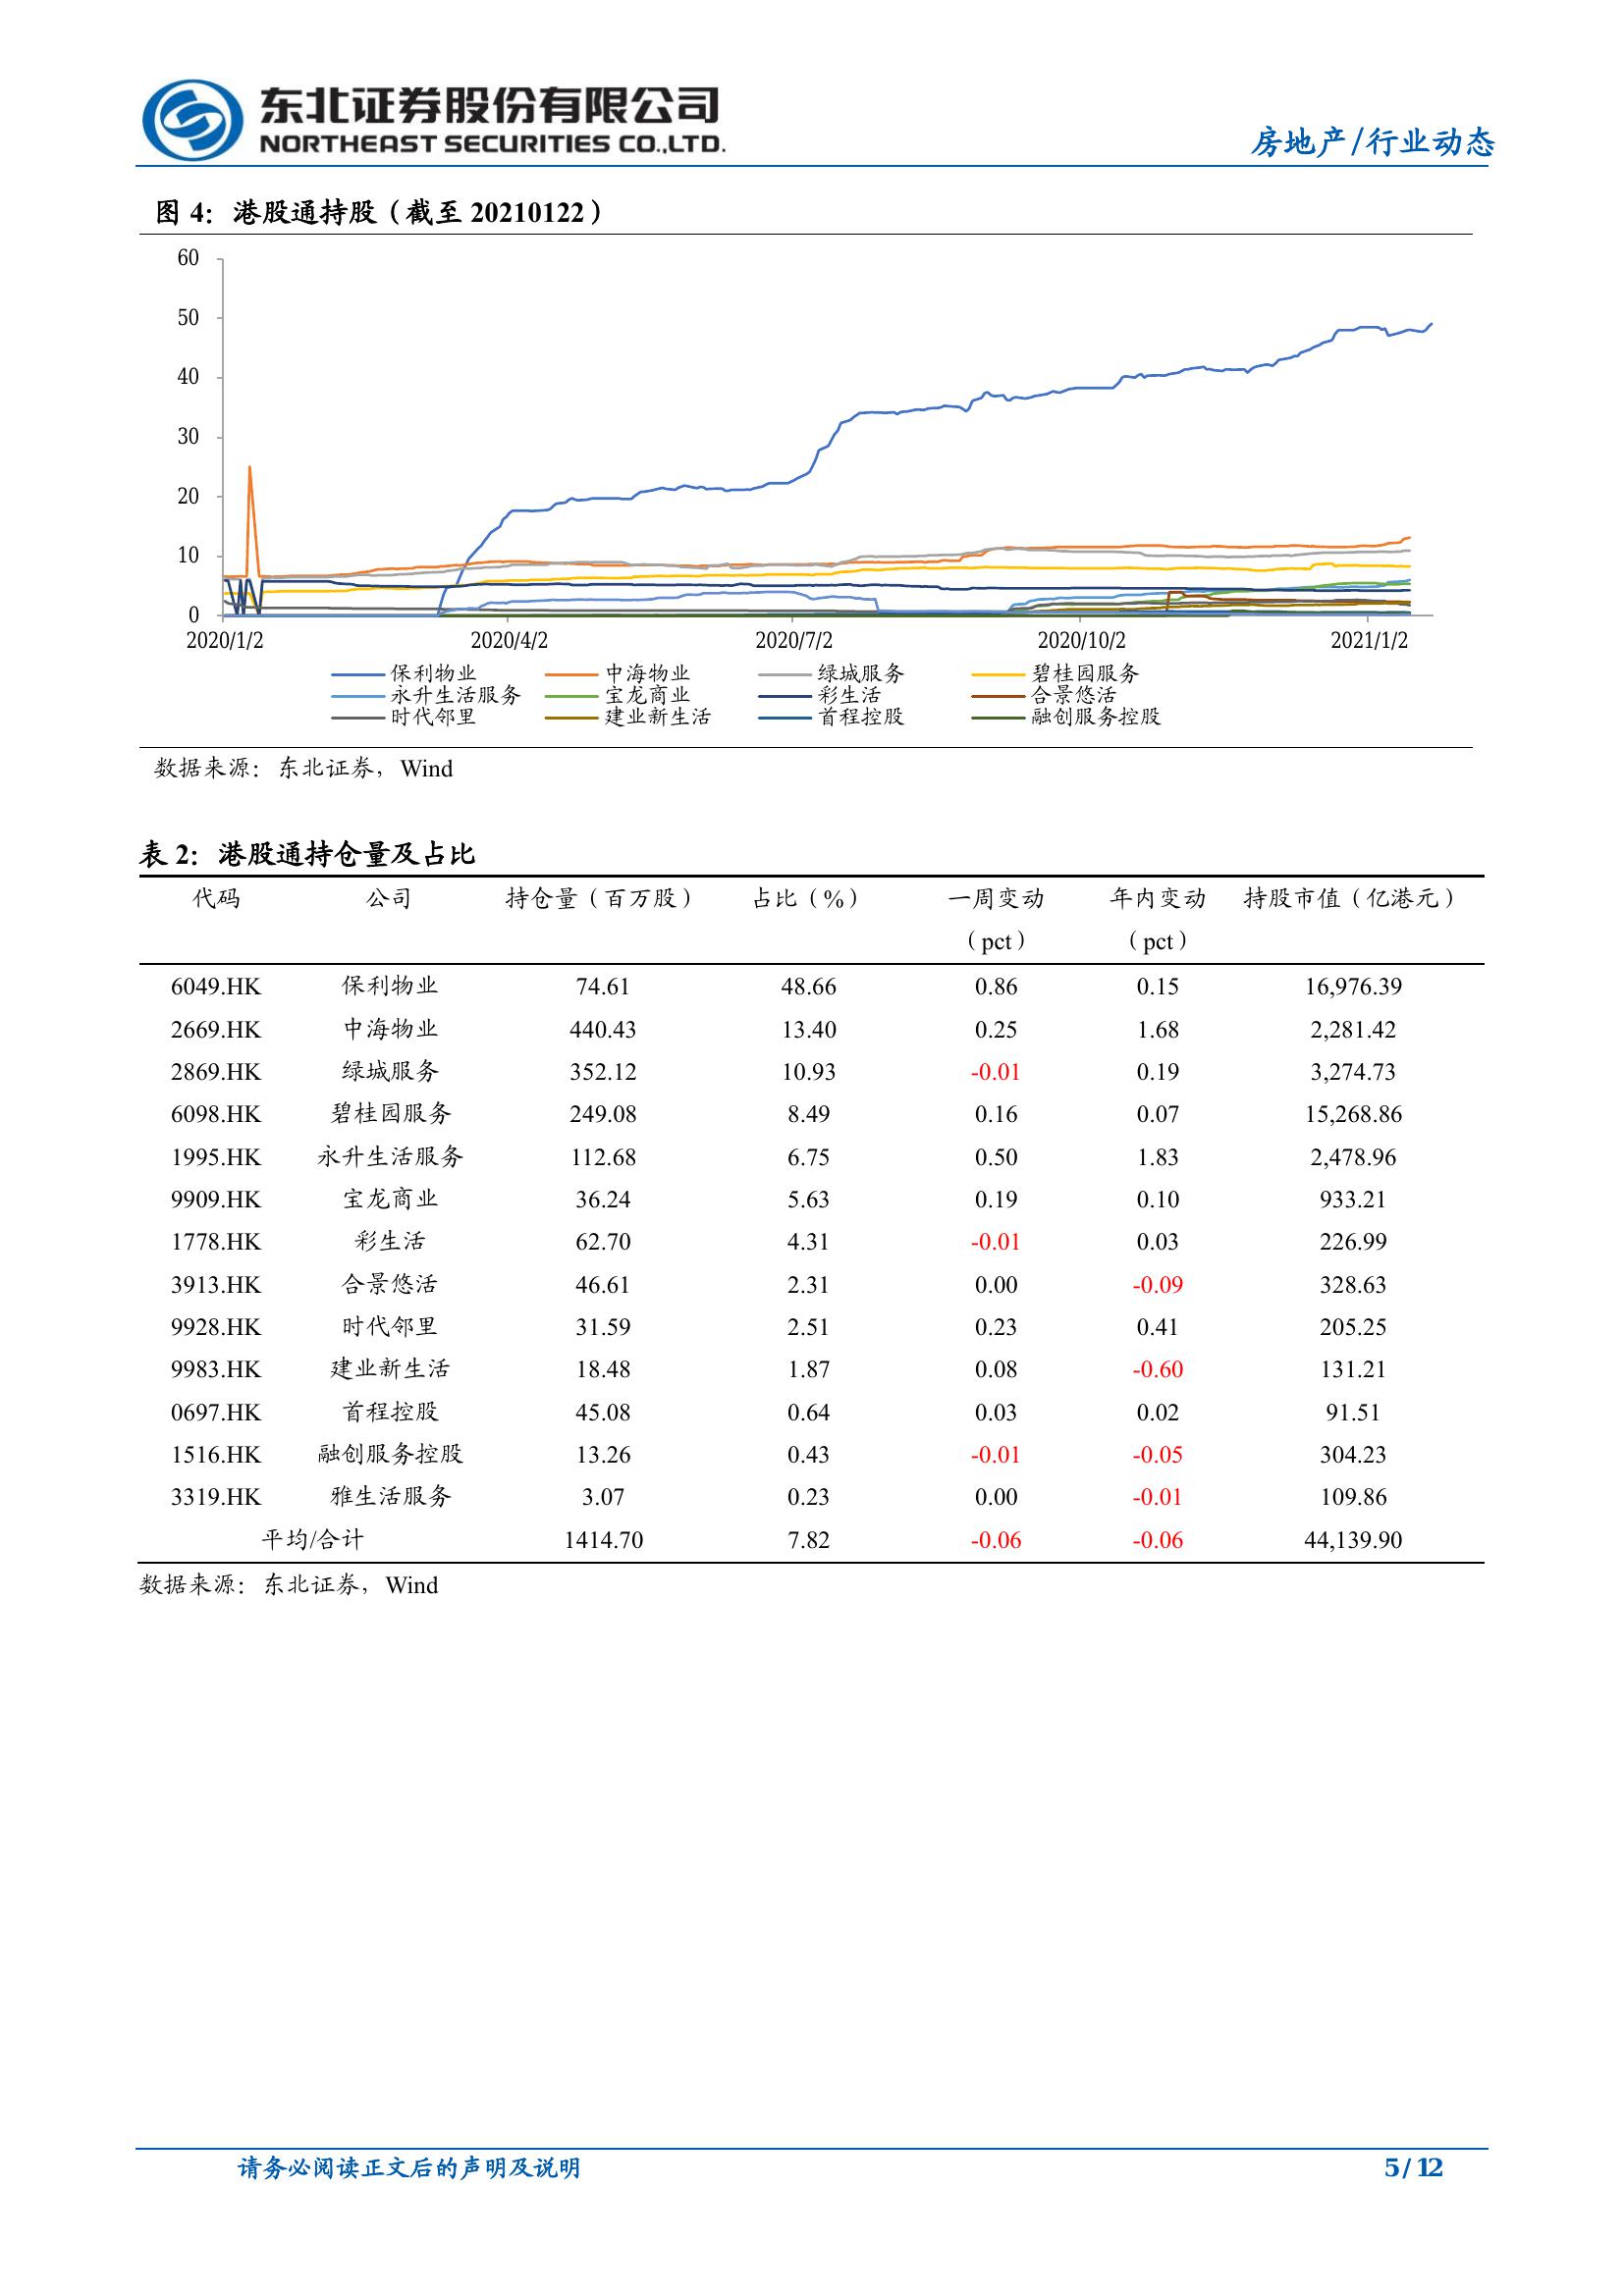 东北证券股份有限公司
NORTHEAST SECURITIES CO.,LTD.
房地产/行业动态
图 4：港股通持股（截至 20210122）
60
50
40
30
20
10
0
2020/1/2 2020/4/2 2020/7/2 2020/10/2 2021/1/2
保利物业 中海物业 绿城服务 碧桂园服务
永升生活服务 宝龙商业 彩生活 合景悠活
时代邻里 建业新生活 首程控股 融创服务控股
数据来源：东北证券，Wind
表 2：港股通持仓量及占比
代码 公司 持仓量（百万股） 占比（%） 一周变动 年内变动 持股市值（亿港元）
（pct） （pct）
6049.HK 保利物业 74.61 48.66 0.86 0.15 16,976.39
2669.HK 中海物业 440.43 13.40 0.25 1.68 2,281.42
2869.HK 绿城服务 352.12 10.93 -0.01 0.19 3,274.73
6098.HK 碧桂园服务 249.08 8.49 0.16 0.07 15,268.86
1995.HK 永升生活服务 112.68 6.75 0.50 1.83 2,478.96
9909.HK 宝龙商业 36.24 5.63 0.19 0.10 933.21
1778.HK 彩生活 62.70 4.31 -0.01 0.03 226.99
3913.HK 合景悠活 46.61 2.31 0.00 -0.09 328.63
9928.HK 时代邻里 31.59 2.51 0.23 0.41 205.25
9983.HK 建业新生活 18.48 1.87 0.08 -0.60 131.21
0697.HK 首程控股 45.08 0.64 0.03 0.02 91.51
1516.HK 融创服务控股 13.26 0.43 -0.01 -0.05 304.23
3319.HK 雅生活服务 3.07 0.23 0.00 -0.01 109.86
平均/合计 1414.70 7.82 -0.06 -0.06 44,139.90
数据来源：东北证券，Wind
请务必阅读正文后的声明及说明 5 / 12